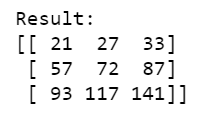 Result:
[[ 21  27  33]
 [ 57  72  87]
 [ 93 117 141]]